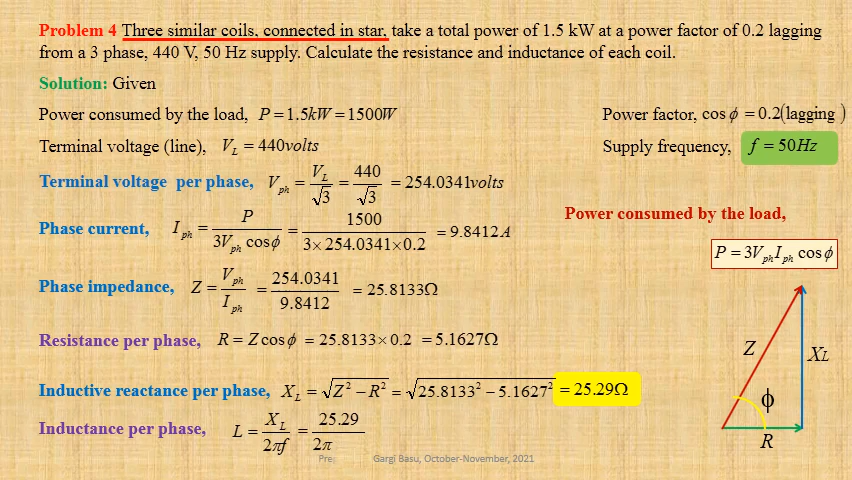 Problem 4 Three similar coils, connected in star, take a total power of 1.5 kW at a power factor of 0.2 lagging
from a 3 phase, 440 V, 50 Hz supply. Calculate the resistance and inductance of each coil.
Solution: Given
Power consumed by the load, P = 1.5kW = 1500W
Power factor, cos ϕ = 0.2(lagging)
Terminal voltage (line), V_L = 440volts
Supply frequency, f = 50Hz
Terminal voltage per phase, V_ph = V_L/√3 = 440/√3 = 254.0341volts
Power consumed by the load,
Phase current, I_ph = P/(3V_ph cosϕ) = 1500/(3×254.0341×0.2) = 9.8412A
P = 3V_ph I_ph cos ϕ
Phase impedance, Z = V_ph/I_ph = 254.0341/9.8412 = 25.8133Ω
Resistance per phase, R = Z cos ϕ = 25.8133×0.2 = 5.1627Ω
Z
X_L
Inductive reactance per phase, X_L = √(Z² − R²) = √(25.8133² − 5.1627²) = 25.29Ω
ϕ
Inductance per phase, L = X_L/(2πf) = 25.29/2π
R
Pre Gargi Basu, October-November, 2021